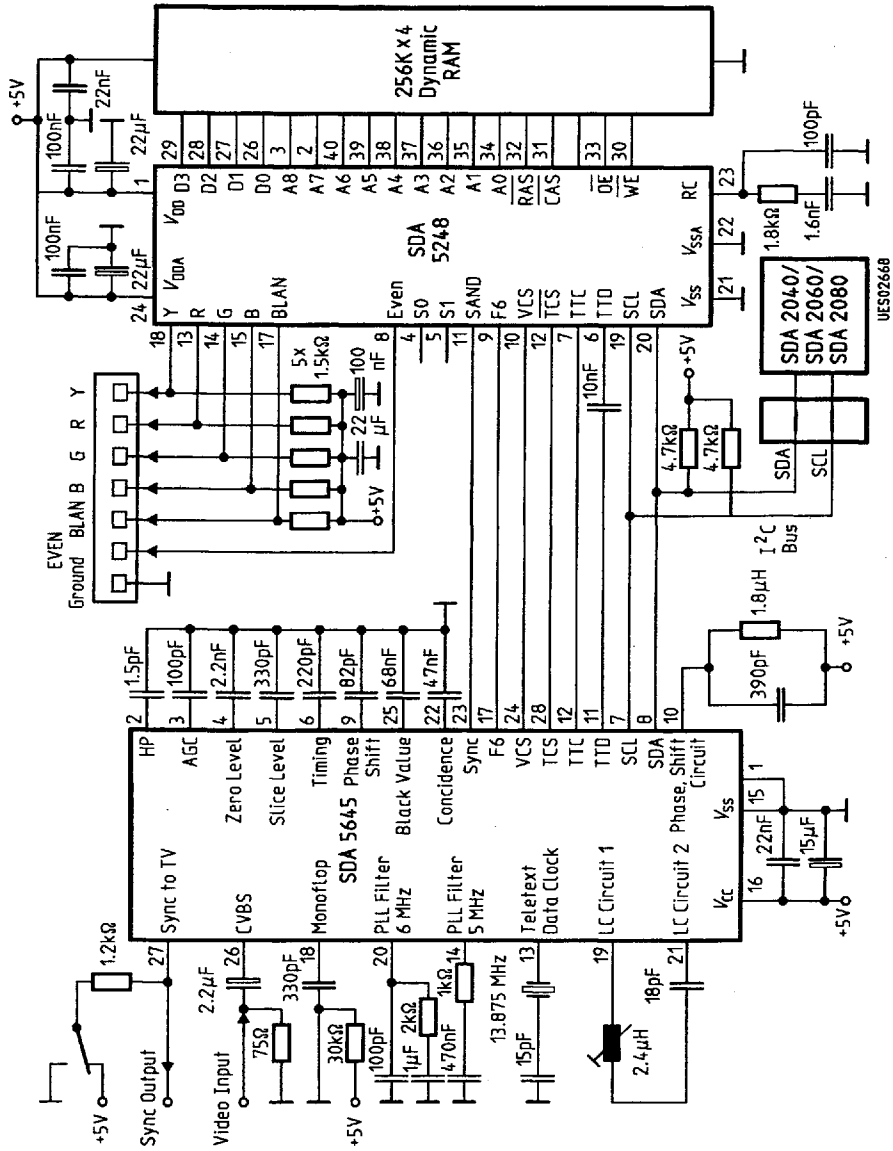 +5V
22nF
100nF
22µF
100nF
22µF
256K x 4
Dynamic
RAM
1
VDD
24
VDDA
29
D3
28
D2
27
D1
26
D0
3
A8
2
A7
40
A6
39
A5
38
A4
37
A3
36
A2
35
A1
34
A0
32
RAS
31
CAS
33
OE
30
WE
SDA
5248
18
Y
13
R
14
G
15
B
17
BLAN
8
Even
4
S0
5
S1
11
SAND
9
F6
10
VCS
12
TCS
7
TTC
6
TTD
19
SCL
20
SDA
RC
23
VSSA
22
VSS
21
1.8kΩ
1.6nF
100pF
Y
R
G
B
BLAN
EVEN
Ground
5x
1.5kΩ
100
nF
22
µF
+5V
10nF
+5V
4.7kΩ
4.7kΩ
SDA
SCL
I²C
Bus
SDA 2040/
SDA 2060/
SDA 2080
UES02668
1.5pF
100pF
2.2nF
330pF
220pF
82pF
68nF
47nF
2
HP
3
AGC
4
Zero Level
5
Slice Level
6
Timing
9
Phase
Shift
25
Black Value
22
Concidence
23
Sync
17
F6
24
VCS
28
TCS
12
TTC
11
TTD
7
SCL
8
SDA
10
Phase, Shift
Circuit
1.8µH
390pF
+5V
SDA 5645
Sync to TV
27
CVBS
26
Monoflop
18
PLL Filter
6 MHz
20
PLL Filter
5 MHz
14
Teletext
Data Clock
13
LC Circuit 1
19
LC Circuit 2
21
1
15
VSS
16
VCC
22nF
15µF
+5V
1.2kΩ
+5V
Sync Output
2.2µF
75Ω
Video Input
330pF
30kΩ
+5V
100pF
1µF
2kΩ
1kΩ
470nF
13.875 MHz
15pF
18pF
2.4µH